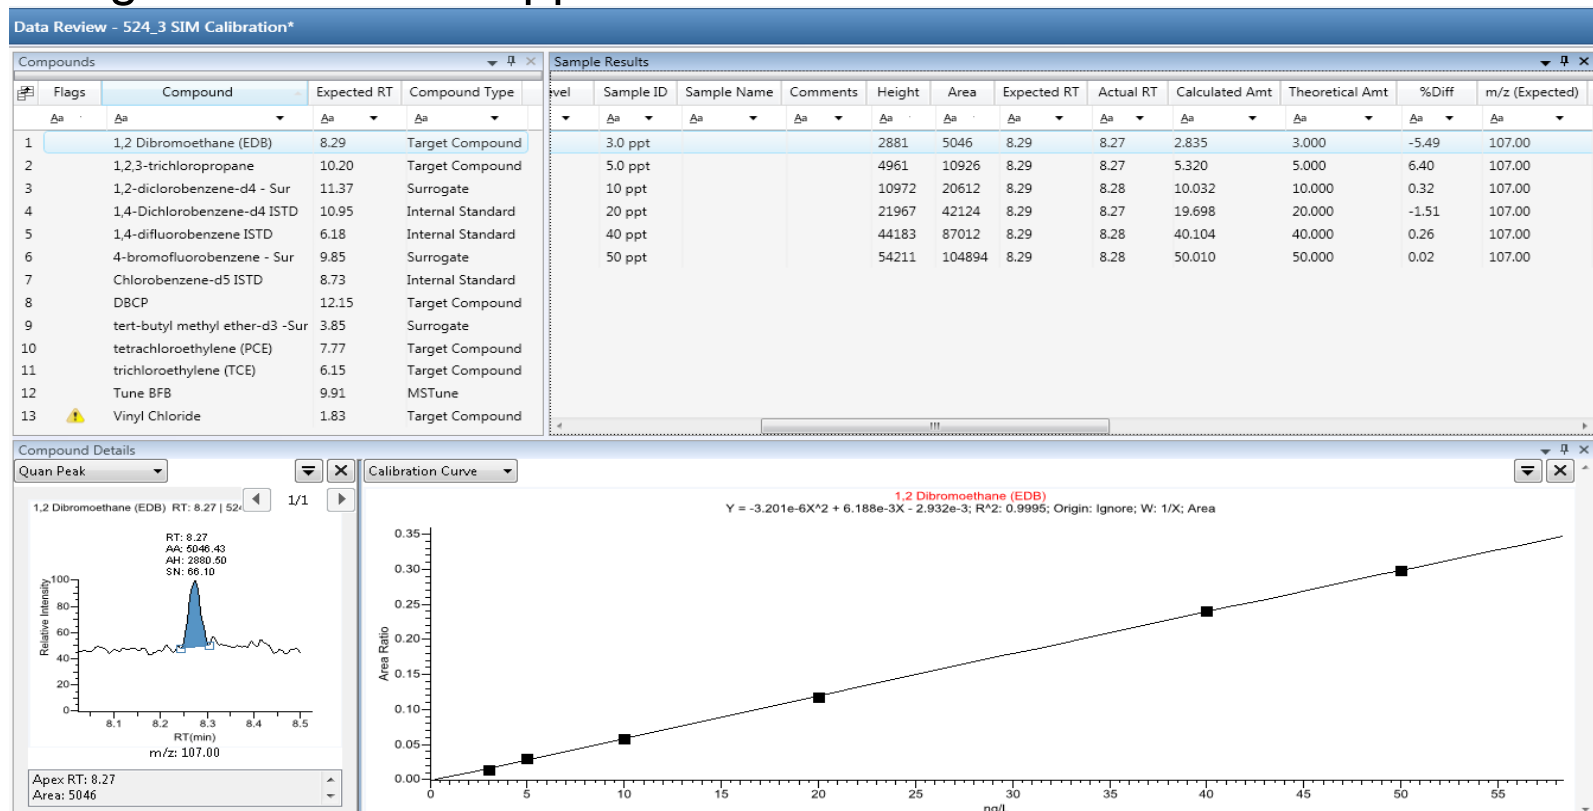 Data Review - 524_3 SIM Calibration*
Compounds
Flags Compound Expected RT Compound Type
Aa Aa Aa Aa
1 1,2 Dibromoethane (EDB) 8.29 Target Compound
2 1,2,3-trichloropropane 10.20 Target Compound
3 1,2-diclorobenzene-d4 - Sur 11.37 Surrogate
4 1,4-Dichlorobenzene-d4 ISTD 10.95 Internal Standard
5 1,4-difluorobenzene ISTD 6.18 Internal Standard
6 4-bromofluorobenzene - Sur 9.85 Surrogate
7 Chlorobenzene-d5 ISTD 8.73 Internal Standard
8 DBCP 12.15 Target Compound
9 tert-butyl methyl ether-d3 -Sur 3.85 Surrogate
10 tetrachloroethylene (PCE) 7.77 Target Compound
11 trichloroethylene (TCE) 6.15 Target Compound
12 Tune BFB 9.91 MSTune
13 Vinyl Chloride 1.83 Target Compound
Sample Results
vel Sample ID Sample Name Comments Height Area Expected RT Actual RT Calculated Amt Theoretical Amt %Diff m/z (Expected)
Aa Aa Aa Aa Aa Aa Aa Aa Aa Aa Aa
3.0 ppt 2881 5046 8.29 8.27 2.835 3.000 -5.49 107.00
5.0 ppt 4961 10926 8.29 8.27 5.320 5.000 6.40 107.00
10 ppt 10972 20612 8.29 8.28 10.032 10.000 0.32 107.00
20 ppt 21967 42124 8.29 8.27 19.698 20.000 -1.51 107.00
40 ppt 44183 87012 8.29 8.28 40.104 40.000 0.26 107.00
50 ppt 54211 104894 8.29 8.28 50.010 50.000 0.02 107.00
Compound Details
Quan Peak
1/1
1,2 Dibromoethane (EDB) RT: 8.27 | 524
RT: 8.27
AA: 5046.43
AH: 2880.50
SN: 66.10
Relative Intensity
100
80
60
40
20
0
8.1 8.2 8.3 8.4 8.5
RT(min)
m/z: 107.00
Apex RT: 8.27
Area: 5046
Calibration Curve
1,2 Dibromoethane (EDB)
Y = -3.201e-6X^2 + 6.188e-3X - 2.932e-3; R^2: 0.9995; Origin: Ignore; W: 1/X; Area
Area Ratio
0.35
0.30
0.25
0.20
0.15
0.10
0.05
0.00
0 5 10 15 20 25 30 35 40 45 50 55